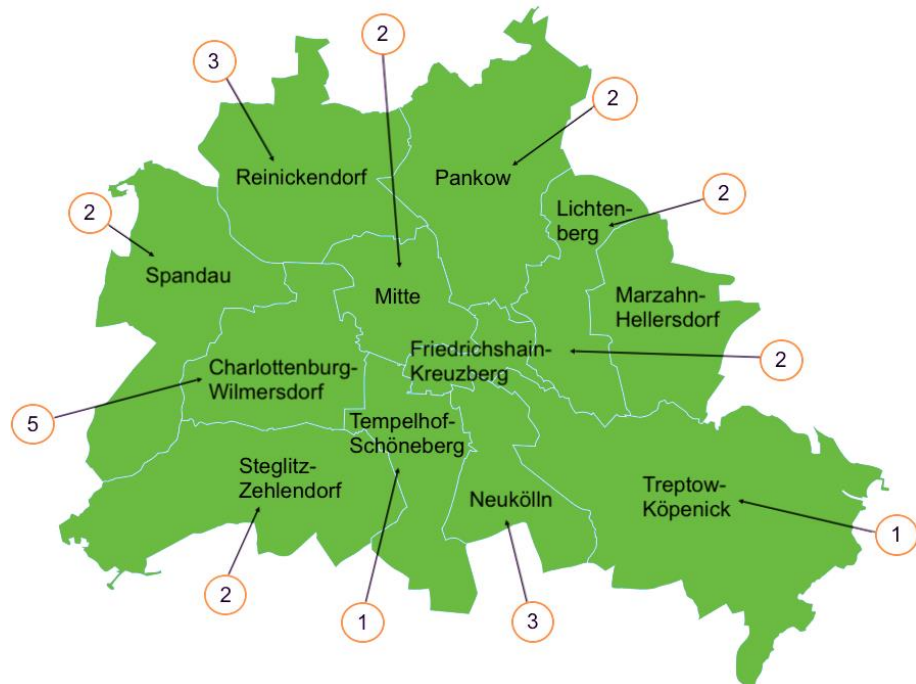 2
3
2
Reinickendorf
Pankow
2
Lichten-
berg
2
Spandau
Mitte
Marzahn-
Hellersdorf
Friedrichshain-
Kreuzberg
2
Charlottenburg-
Wilmersdorf
5
Tempelhof-
Schöneberg
Steglitz-
Zehlendorf
Neukölln
Treptow-
Köpenick
1
2
1
3